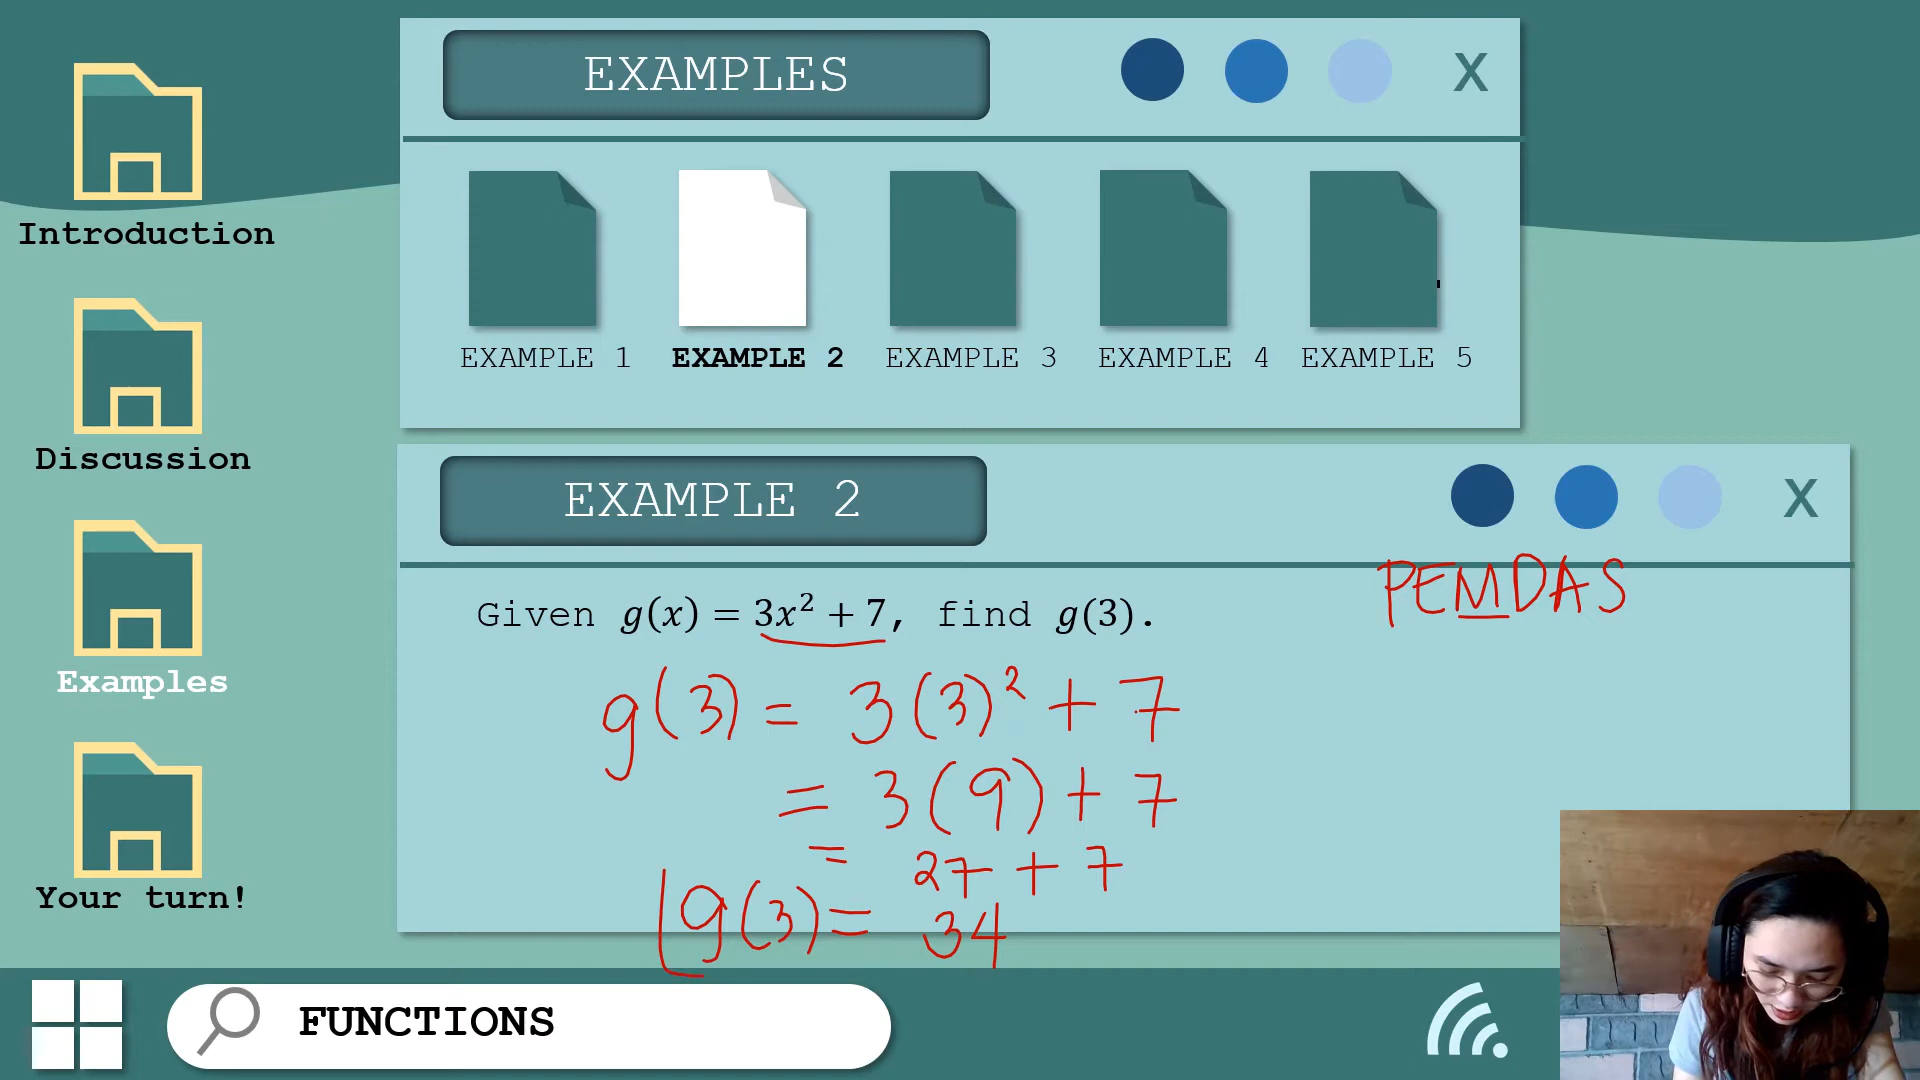 EXAMPLES
X
EXAMPLE 1
EXAMPLE 2
EXAMPLE 3
EXAMPLE 4
EXAMPLE 5
Introduction
Discussion
Examples
Your turn!
EXAMPLE 2
X
PEMDAS
Given g(x) = 3x² + 7, find g(3).
g(3) = 3(3)² + 7
= 3(9) + 7
= 27 + 7
g(3) = 34
FUNCTIONS